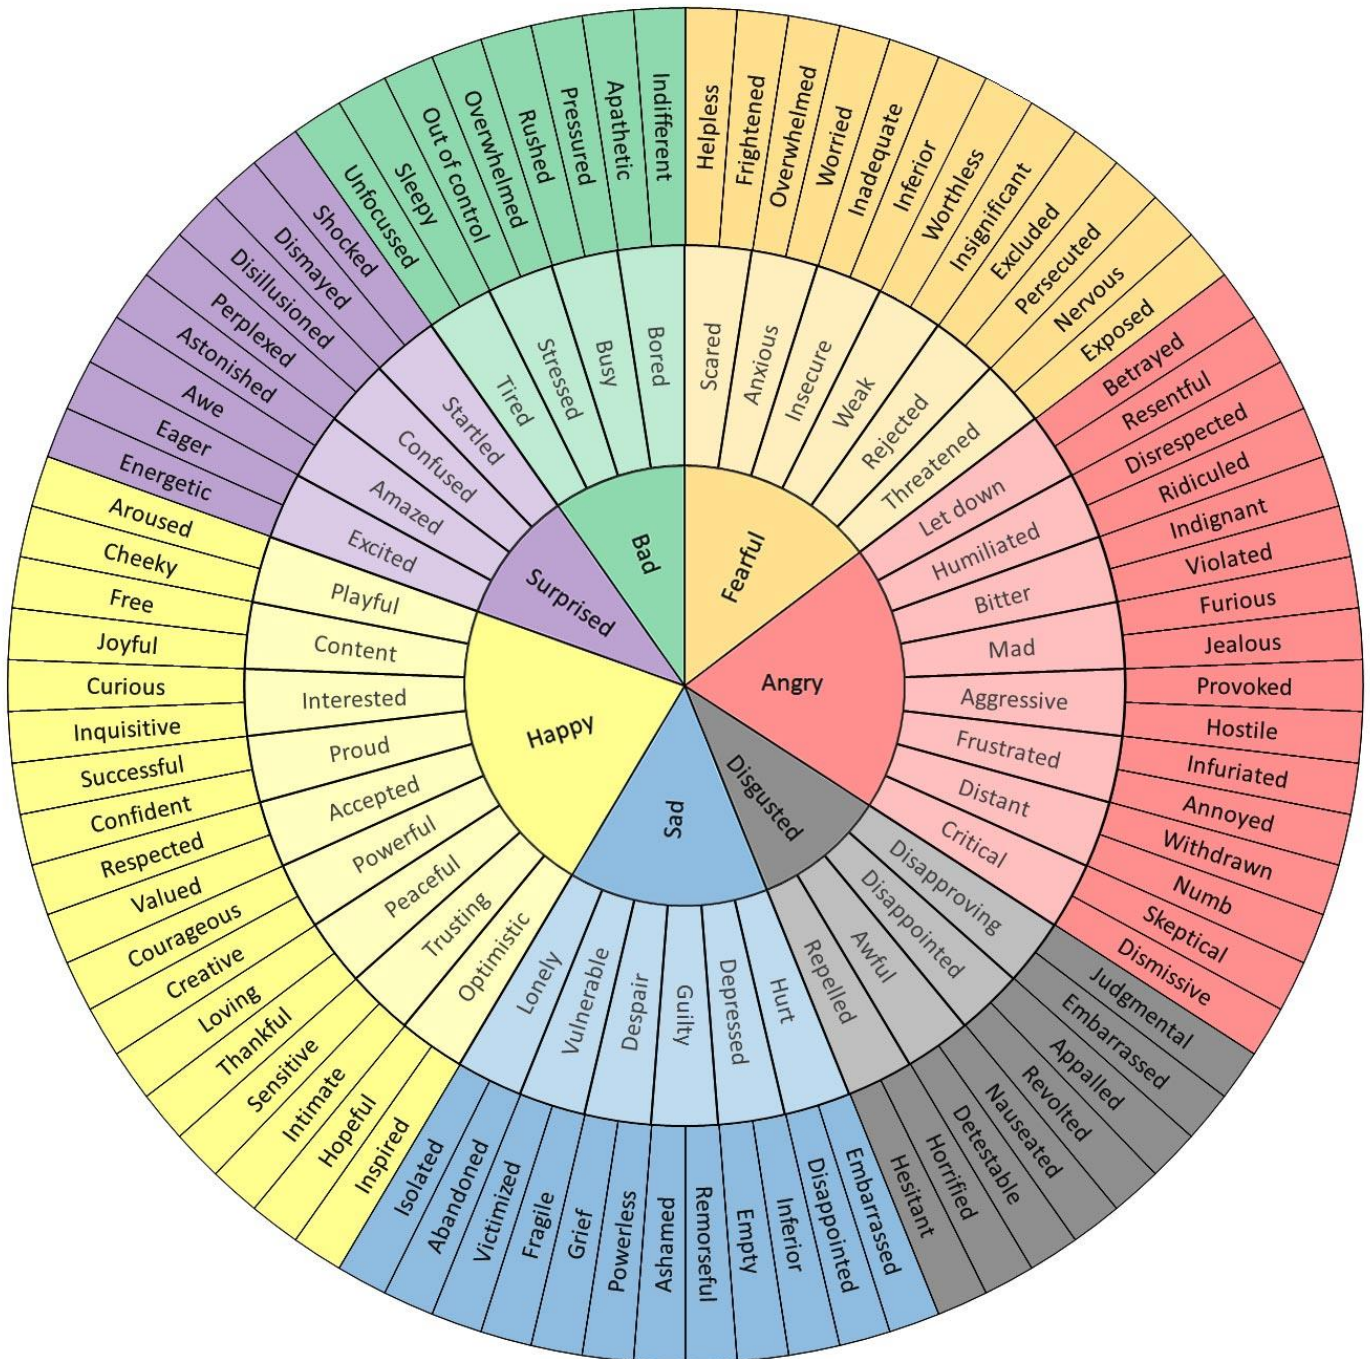 Bad
Fearful
Angry
Disgusted
Sad
Happy
Surprised
Tired
Stressed
Busy
Bored
Scared
Anxious
Insecure
Weak
Rejected
Threatened
Let down
Humiliated
Bitter
Mad
Aggressive
Frustrated
Distant
Critical
Disapproving
Disappointed
Awful
Repelled
Hurt
Depressed
Guilty
Despair
Vulnerable
Lonely
Optimistic
Trusting
Peaceful
Powerful
Accepted
Proud
Interested
Content
Playful
Excited
Amazed
Confused
Startled
Unfocussed
Sleepy
Out of control
Overwhelmed
Rushed
Pressured
Apathetic
Indifferent
Helpless
Frightened
Overwhelmed
Worried
Inadequate
Inferior
Worthless
Insignificant
Excluded
Persecuted
Nervous
Exposed
Betrayed
Resentful
Disrespected
Ridiculed
Indignant
Violated
Furious
Jealous
Provoked
Hostile
Infuriated
Annoyed
Withdrawn
Numb
Skeptical
Dismissive
Judgmental
Embarrassed
Appalled
Revolted
Nauseated
Detestable
Horrified
Hesitant
Embarrassed
Disappointed
Inferior
Empty
Remorseful
Ashamed
Powerless
Grief
Fragile
Victimized
Abandoned
Isolated
Inspired
Hopeful
Intimate
Sensitive
Thankful
Loving
Creative
Courageous
Valued
Respected
Confident
Successful
Inquisitive
Curious
Joyful
Free
Cheeky
Aroused
Energetic
Eager
Awe
Astonished
Perplexed
Disillusioned
Dismayed
Shocked